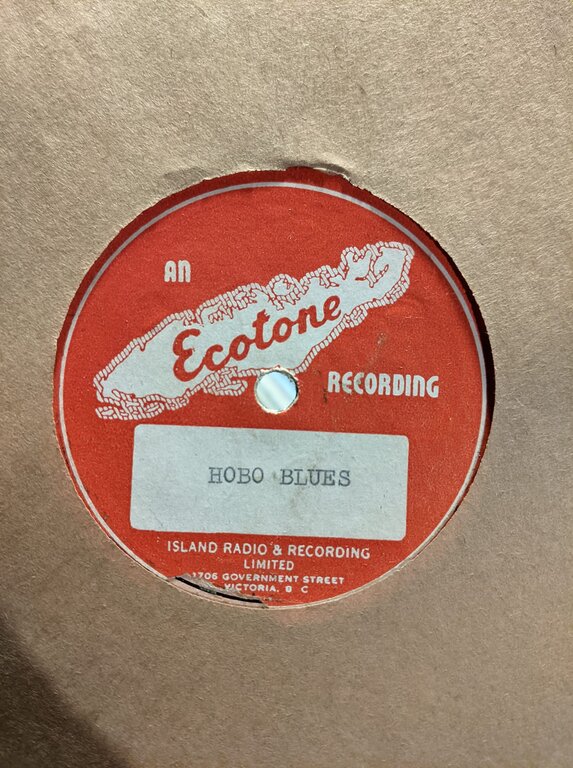 AN
Ecotone
RECORDING
HOBO BLUES
ISLAND RADIO & RECORDING
LIMITED
1706 GOVERNMENT STREET
VICTORIA, B C